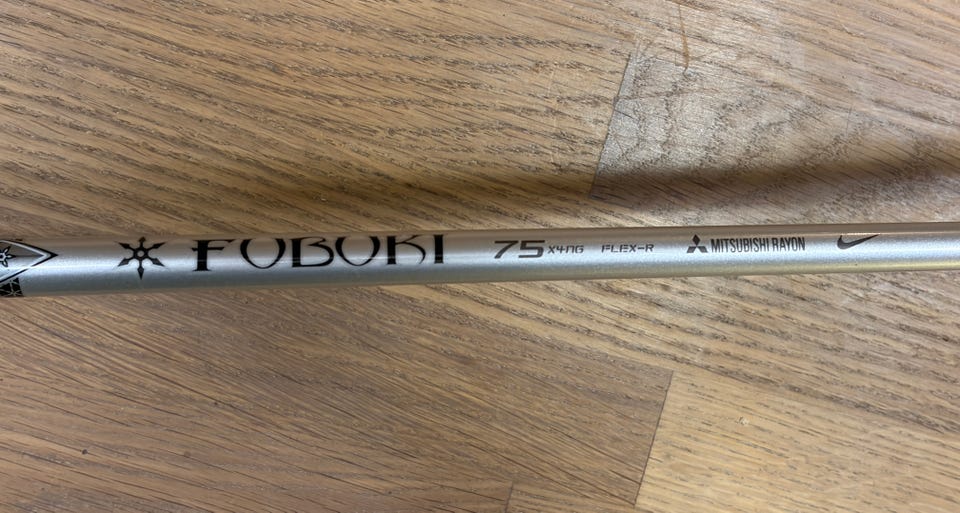 FUBUKI 75 X4NG FLEX-R MITSUBISHI RAYON